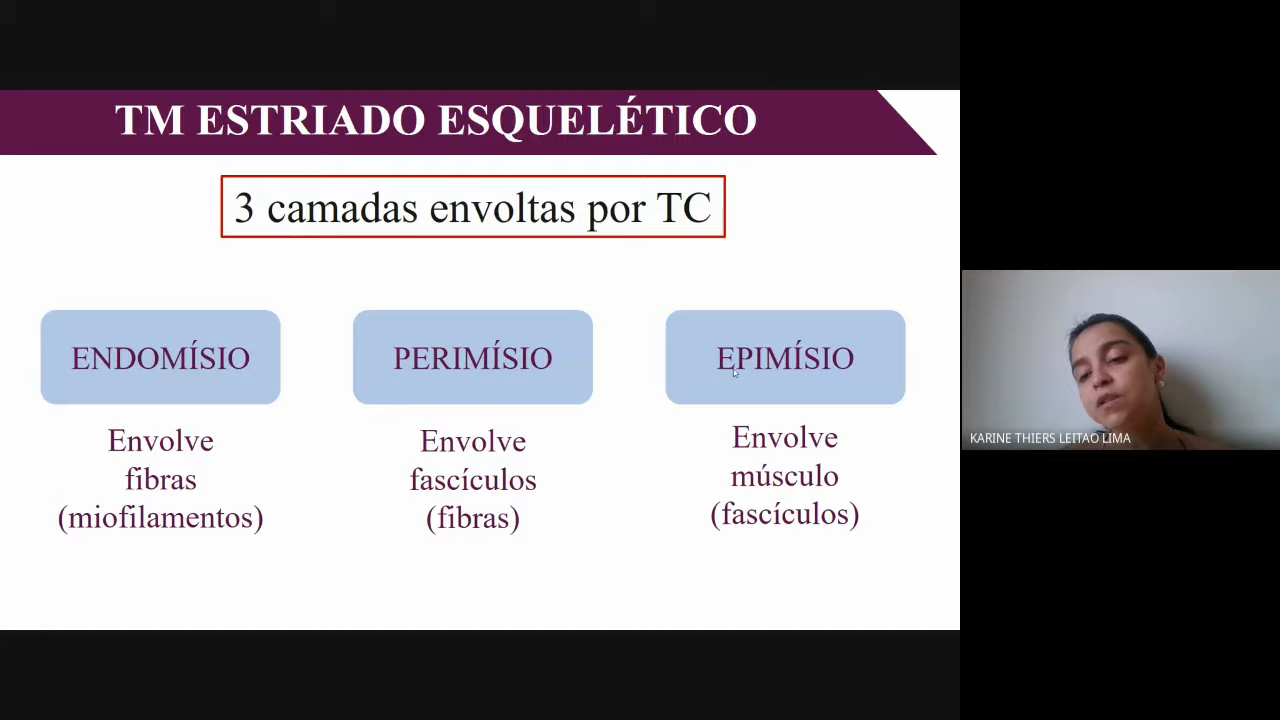 TM ESTRIADO ESQUELÉTICO
3 camadas envoltas por TC
ENDOMÍSIO
Envolve
fibras
(miofilamentos)
PERIMÍSIO
Envolve
fascículos
(fibras)
EPIMÍSIO
Envolve
músculo
(fascículos)
KARINE THIERS LEITAO LIMA